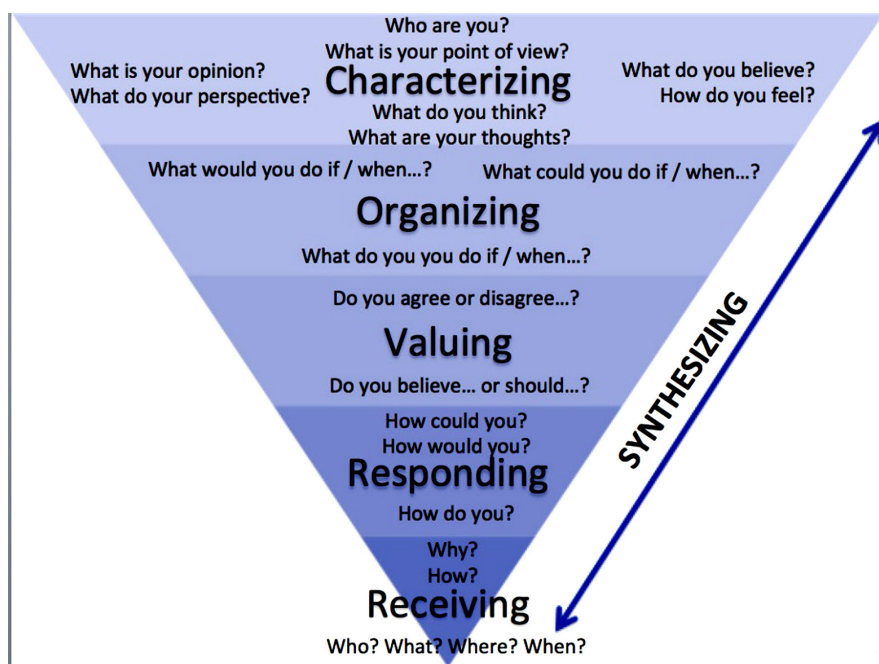 Who are you?
What is your point of view?
What is your opinion?
What do your perspective?
Characterizing
What do you believe?
How do you feel?
What do you think?
What are your thoughts?
What would you do if / when...?
What could you do if / when...?
Organizing
What do you you do if / when...?
Do you agree or disagree...?
Valuing
Do you believe... or should...?
How could you?
How would you?
Responding
How do you?
Why?
How?
Receiving
Who? What? Where? When?
SYNTHESIZING